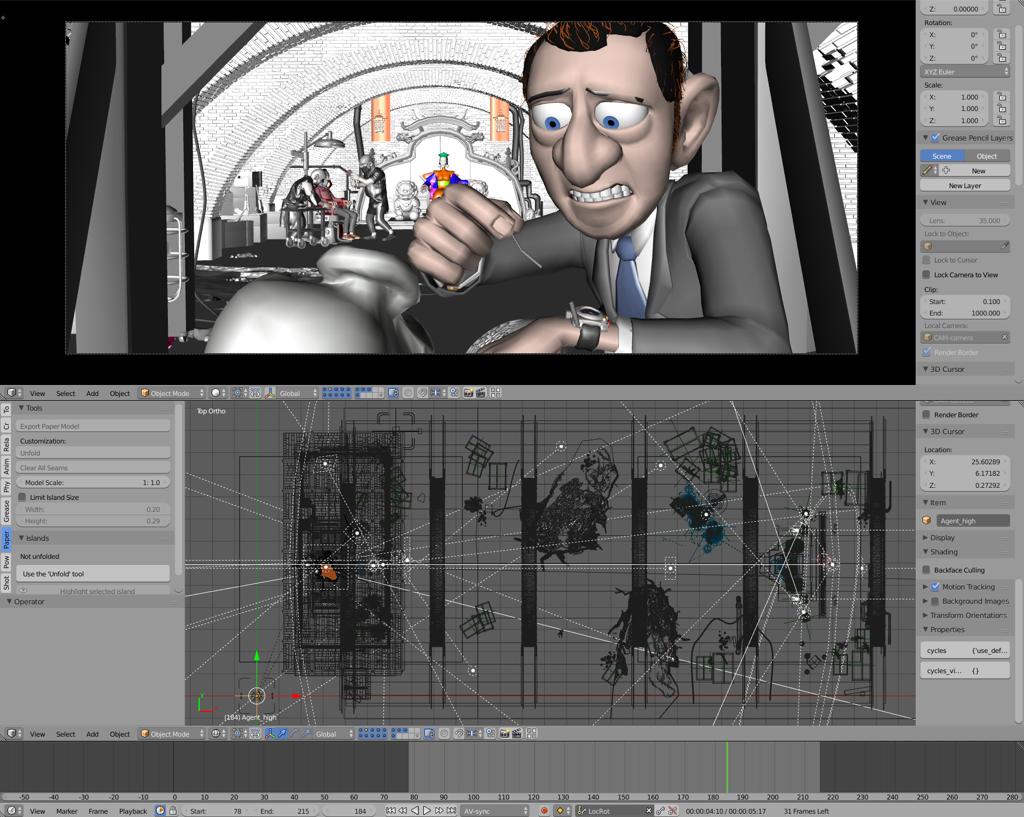 Z: 0.00000
Rotation:
X: 0°
Y: 0°
Z: 0°
XYZ Euler
Scale:
X: 1.000
Y: 1.000
Z: 1.000
Grease Pencil Layers
Scene Object
New
New Layer
View
Lens: 35.000
Lock to Object:
Lock to Cursor
Lock Camera to View
Clip:
Start: 0.100
End: 1000.000
Local Camera:
CAM-camera
Render Border
3D Cursor
View Select Add Object Object Mode Global
Tools
Export Paper Model
Customization:
Unfold
Clear All Seams
Model Scale: 1: 1.0
Limit Island Size
Width: 0.20
Height: 0.29
Islands
Not unfolded
Use the 'Unfold' tool
Highlight selected island
Operator
To
Cr
Rela
Anim
Phy
Grease
Paper
Pow
Shot
Top Ortho
(184) Agent_high
Render Border
3D Cursor
Location:
X: 25.60289
Y: 6.17182
Z: 0.27292
Item
Agent_high
Display
Shading
Backface Culling
Motion Tracking
Background Images
Transform Orientations
Properties
cycles {'use_def...
cycles_vi... {}
View Select Add Object Object Mode Global
-50 -40 -30 -20 -10 0 10 20 30 40 50 60 70 80 90 100 110 120 130 140 150 160 170 180 190 200 210 220 230 240 250 260 270 280
View Marker Frame Playback Start: 78 End: 215 184 AV-sync LocRot 00:00:04:10 / 00:00:05:17 31 Frames Left